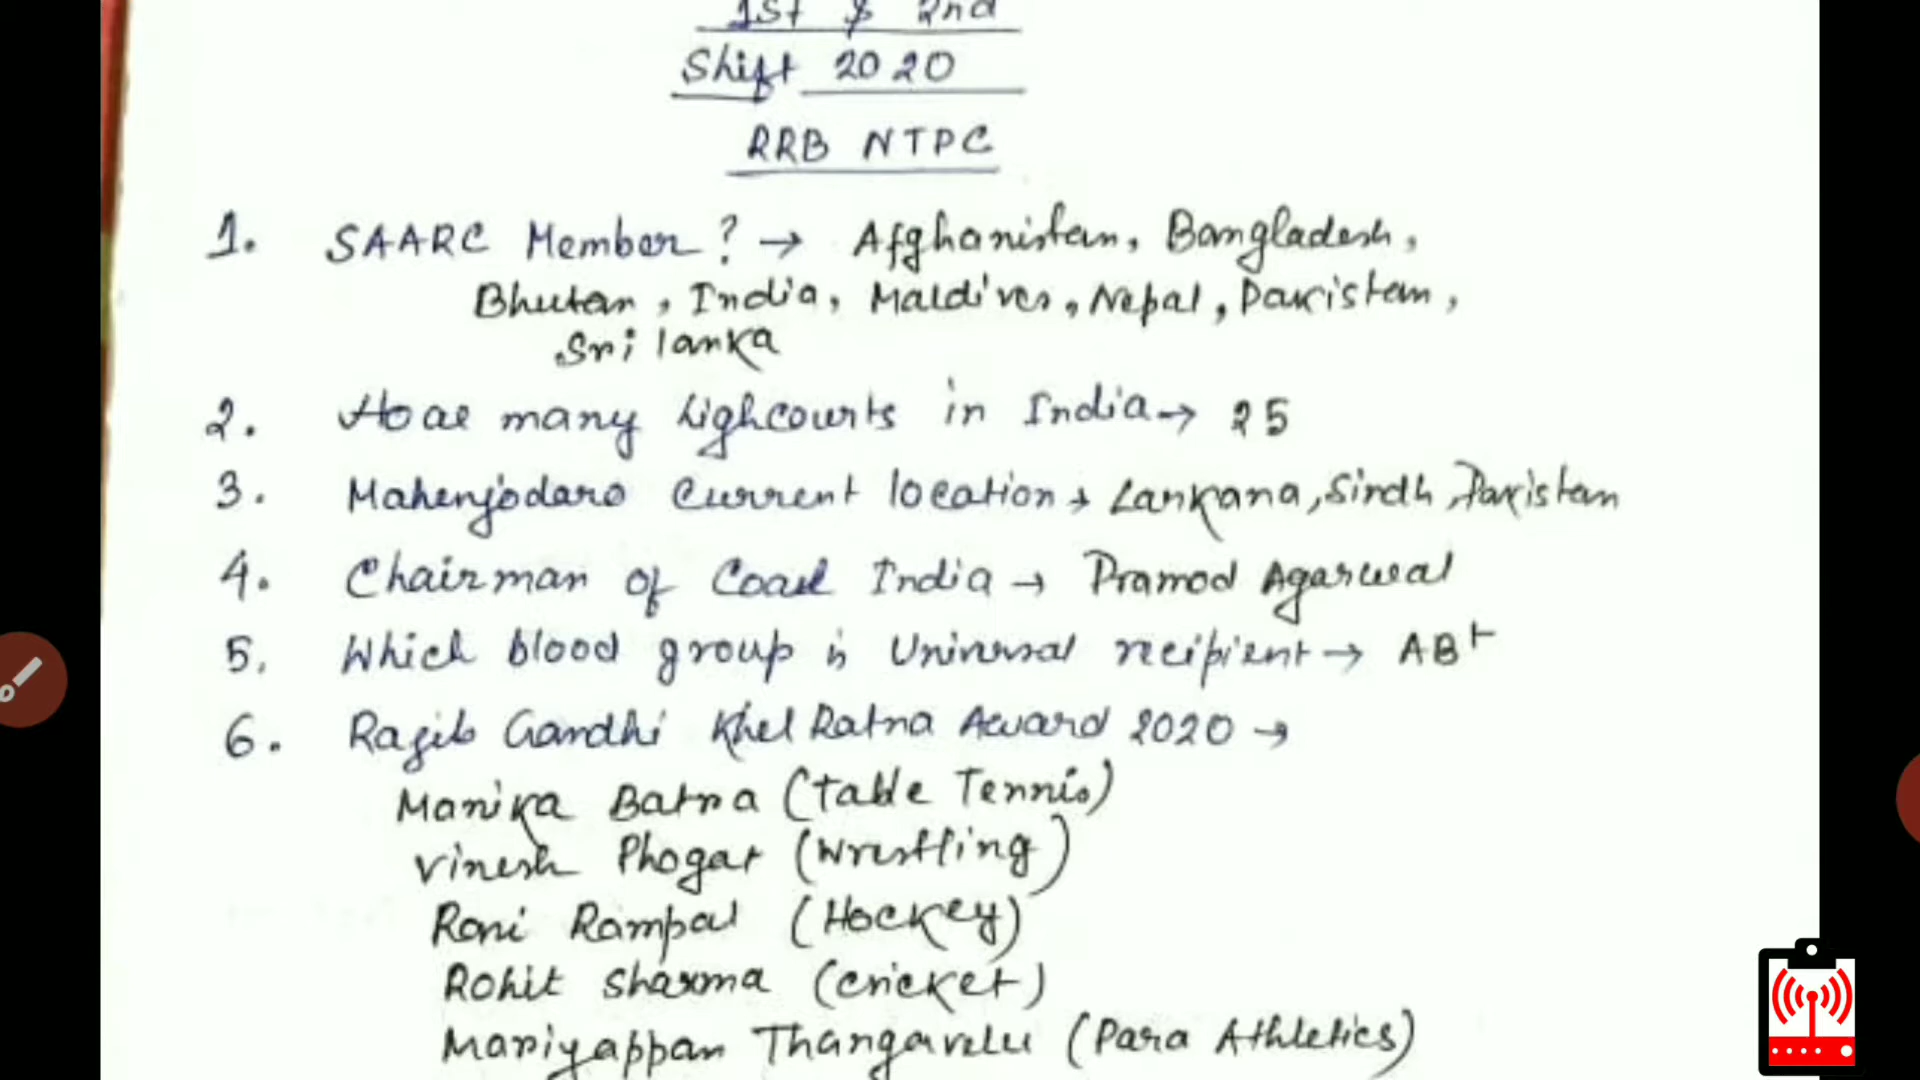 1st $ 2nd
Shift 2020
RRB NTPC
1. SAARC Member? → Afghanistan, Bangladesh,
Bhutan, India, Maldives, Nepal, Pakistan,
Sri lanka
2. How many highcourts in India → 25
3. Mahenjodaro Current location → Larkana, Sindh, Pakistan
4. Chairman of Coal India → Pramod Agarwal
5. Which blood group is Universal recipient → AB+
6. Rajib Gandhi Khel Ratna Award 2020 →
Manika Batra (Table Tennis)
Vinesh Phogat (Wrestling)
Rani Rampal (Hockey)
Rohit Sharma (Cricket)
Mariyappan Thangavelu (Para Athletics)